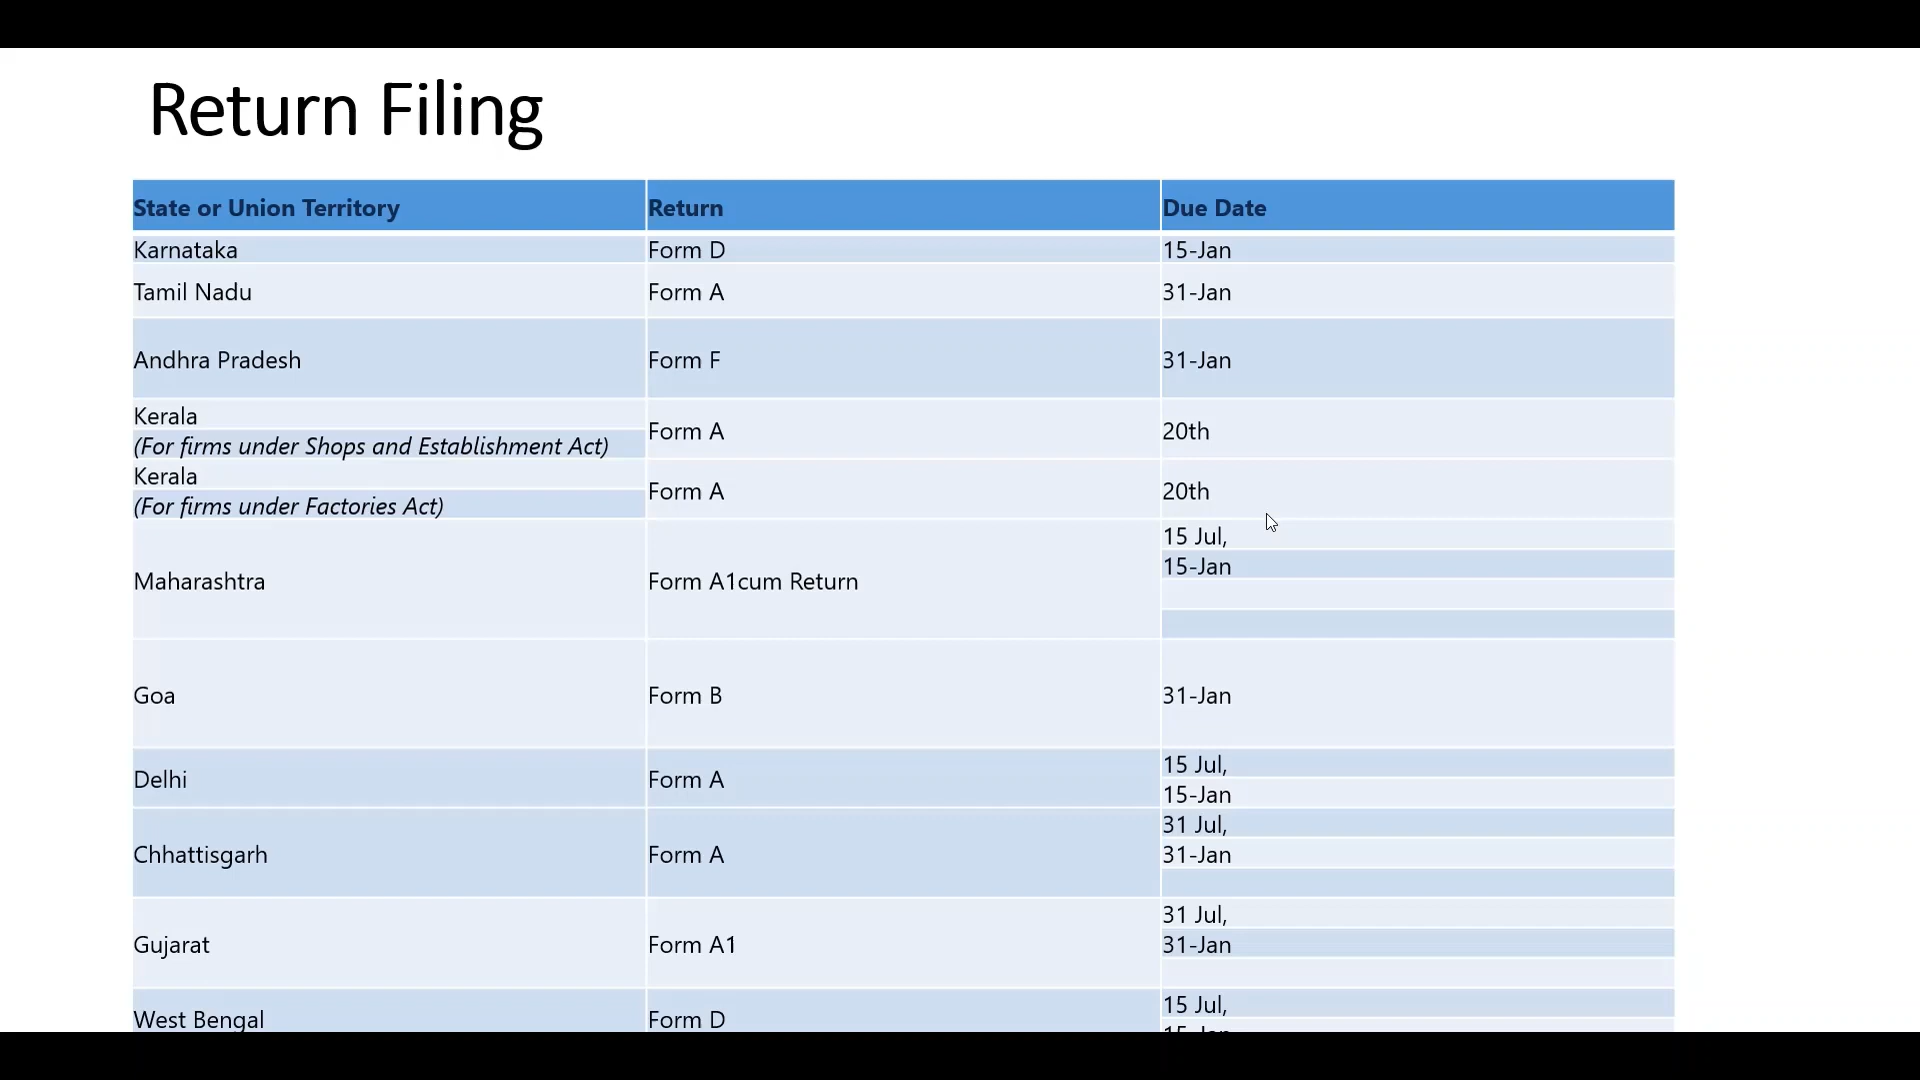 Return Filing
State or Union Territory Return Due Date
Karnataka Form D 15-Jan
Tamil Nadu Form A 31-Jan
Andhra Pradesh Form F 31-Jan
Kerala
(For firms under Shops and Establishment Act) Form A 20th
Kerala
(For firms under Factories Act) Form A 20th
Maharashtra Form A1cum Return 15 Jul,
15-Jan
Goa Form B 31-Jan
Delhi Form A 15 Jul,
15-Jan
Chhattisgarh Form A 31 Jul,
31-Jan
Gujarat Form A1 31 Jul,
31-Jan
West Bengal Form D 15 Jul,